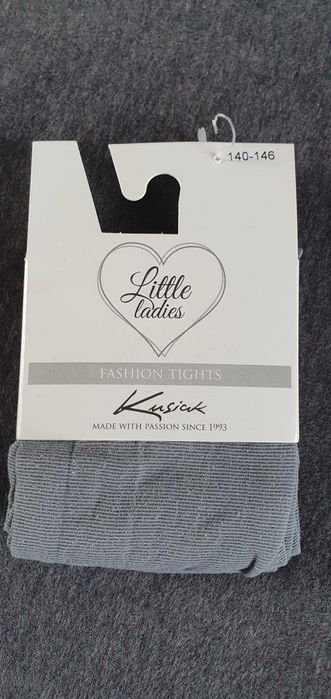 140-146
Little
ladies
FASHION TIGHTS
Kusiak
MADE WITH PASSION SINCE 1993